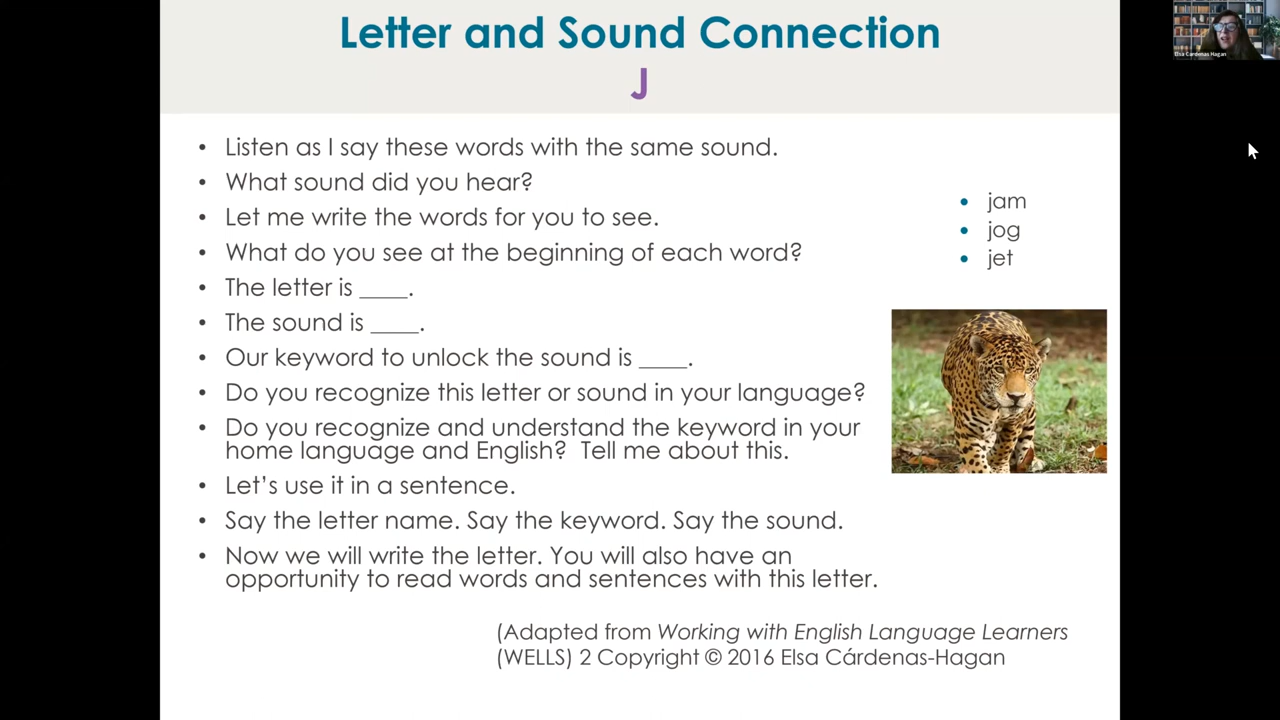 Letter and Sound Connection
J
• Listen as I say these words with the same sound.
• What sound did you hear?
• Let me write the words for you to see.
• What do you see at the beginning of each word?
• The letter is ____.
• The sound is ____.
• Our keyword to unlock the sound is ____.
• Do you recognize this letter or sound in your language?
• Do you recognize and understand the keyword in your
home language and English?  Tell me about this.
• Let’s use it in a sentence.
• Say the letter name. Say the keyword. Say the sound.
• Now we will write the letter. You will also have an
opportunity to read words and sentences with this letter.
• jam
• jog
• jet
(Adapted from Working with English Language Learners
(WELLS) 2 Copyright © 2016 Elsa Cárdenas-Hagan
Elsa Cardenas Hagan